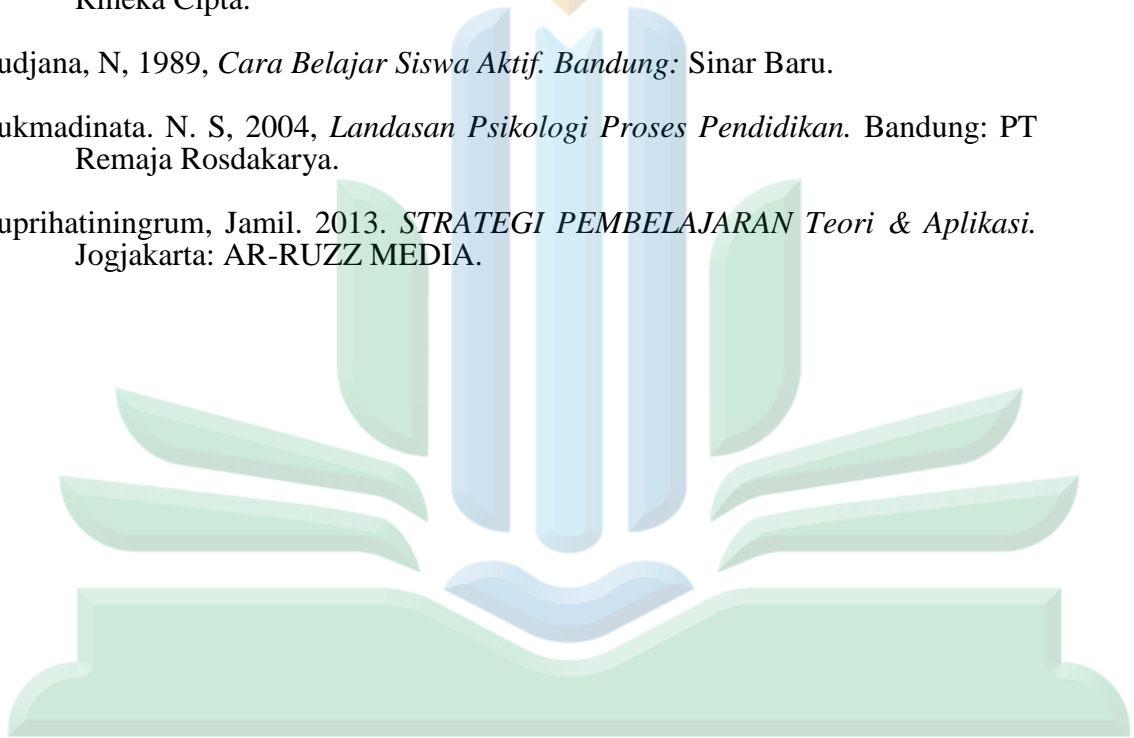 Rineka Cipta.
udjana, N, 1989, Cara Belajar Siswa Aktif. Bandung: Sinar Baru.
ukmadinata. N. S, 2004, Landasan Psikologi Proses Pendidikan. Bandung: PT
Remaja Rosdakarya.
uprihatiningrum, Jamil. 2013. STRATEGI PEMBELAJARAN Teori & Aplikasi.
Jogjakarta: AR-RUZZ MEDIA.